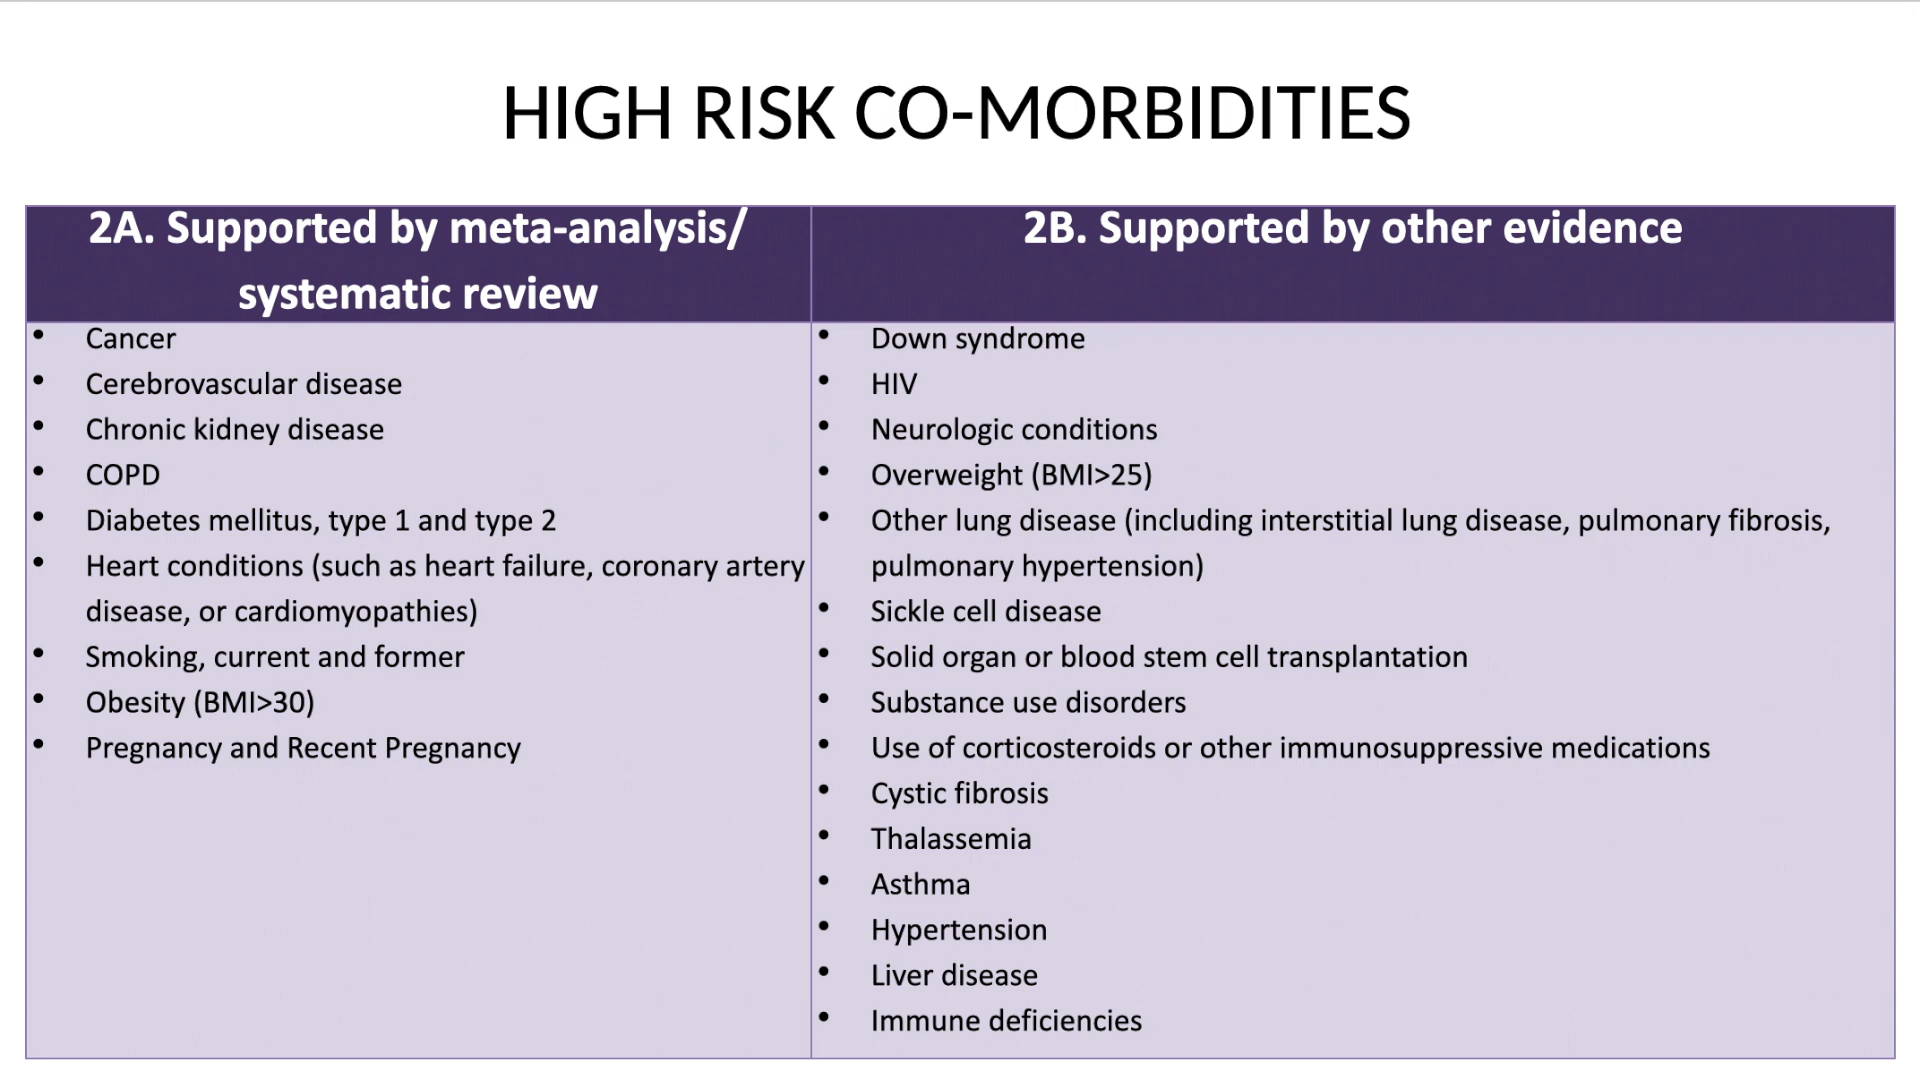 HIGH RISK CO-MORBIDITIES
2A. Supported by meta-analysis/
systematic review
• Cancer
• Cerebrovascular disease
• Chronic kidney disease
• COPD
• Diabetes mellitus, type 1 and type 2
• Heart conditions (such as heart failure, coronary artery
disease, or cardiomyopathies)
• Smoking, current and former
• Obesity (BMI>30)
• Pregnancy and Recent Pregnancy
2B. Supported by other evidence
• Down syndrome
• HIV
• Neurologic conditions
• Overweight (BMI>25)
• Other lung disease (including interstitial lung disease, pulmonary fibrosis,
pulmonary hypertension)
• Sickle cell disease
• Solid organ or blood stem cell transplantation
• Substance use disorders
• Use of corticosteroids or other immunosuppressive medications
• Cystic fibrosis
• Thalassemia
• Asthma
• Hypertension
• Liver disease
• Immune deficiencies